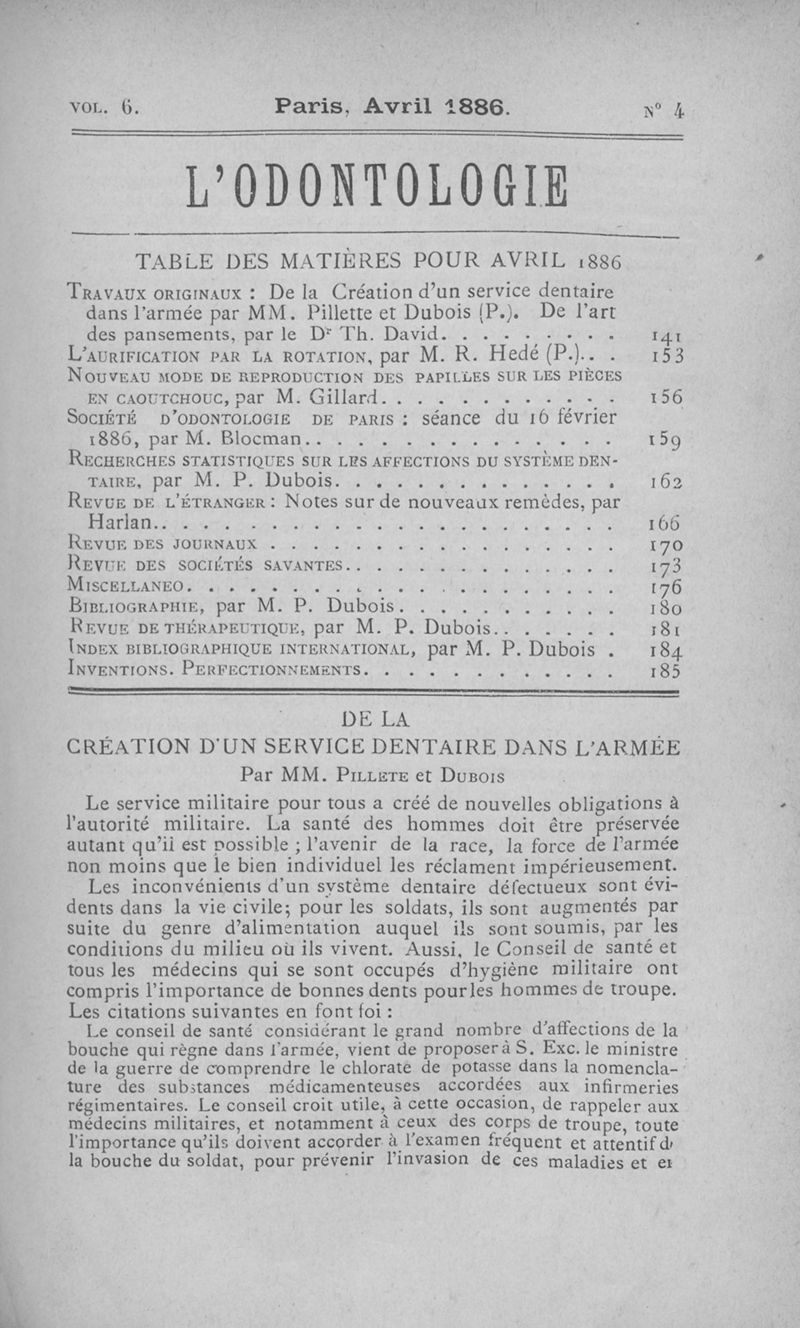 VOL. 6. Paris, Avril 1886. N° 4
L'ODONTOLOGIE
TABLE DES MATIÈRES POUR AVRIL 1886
TRAVAUX ORIGINAUX : De la Création d'un service dentaire
dans l'armée par MM. Pillette et Dubois (P.). De l'art
des pansements, par le Dr Th. David. . . . . . . . . 141
L'AURIFICATION PAR LA ROTATION, par M. R. Hedé (P.).. . 153
NOUVEAU MODE DE REPRODUCTION DES PAPILLES SUR LES PIÈCES
EN CAOUTCHOUC, par M. Gillard. . . . . . . . . . . . 156
SOCIÉTÉ D'ODONTOLOGIE DE PARIS : séance du 16 février
1886, par M. Blocman. . . . . . . . . . . . . . . 159
RECHERCHES STATISTIQUES SUR LES AFFECTIONS DU SYSTÈME DEN-
TAIRE, par M. P. Dubois. . . . . . . . . . . . . . 162
REVUE DE L'ÉTRANGER : Notes sur de nouveaux remèdes, par
Harlan. . . . . . . . . . . . . . . . . . . . . 166
REVUE DES JOURNAUX . . . . . . . . . . . . . . . 170
REVUE DES SOCIÉTÉS SAVANTES. . . . . . . . . . . . . 173
MISCELLANEO. . . . . . . . . . . . . . . . . . . 176
BIBLIOGRAPHIE, par M. P. Dubois. . . . . . . . . . . 180
REVUE DE THÉRAPEUTIQUE, par M. P. Dubois. . . . . . . 181
INDEX BIBLIOGRAPHIQUE INTERNATIONAL, par M. P. Dubois . 184
INVENTIONS. PERFECTIONNEMENTS. . . . . . . . . . . . 185
DE LA
CRÉATION D'UN SERVICE DENTAIRE DANS L'ARMÉE
Par MM. PILLETE et DUBOIS
Le service militaire pour tous a créé de nouvelles obligations à
l'autorité militaire. La santé des hommes doit être préservée
autant qu'il est possible ; l'avenir de la race, la force de l'armée
non moins que le bien individuel les réclament impérieusement.
Les inconvénients d'un système dentaire défectueux sont évi-
dents dans la vie civile; pour les soldats, ils sont augmentés par
suite du genre d'alimentation auquel ils sont soumis, par les
conditions du milieu où ils vivent. Aussi, le Conseil de santé et
tous les médecins qui se sont occupés d'hygiène militaire ont
compris l'importance de bonnes dents pour les hommes de troupe.
Les citations suivantes en font foi :
Le conseil de santé considérant le grand nombre d'affections de la
bouche qui règne dans l'armée, vient de proposer à S. Exc. le ministre
de la guerre de comprendre le chlorate de potasse dans la nomencla-
ture des substances médicamenteuses accordées aux infirmeries
régimentaires. Le conseil croit utile, à cette occasion, de rappeler aux
médecins militaires, et notamment à ceux des corps de troupe, toute
l'importance qu'ils doivent accorder à l'examen fréquent et attentif d
la bouche du soldat, pour prévenir l'invasion de ces maladies et e